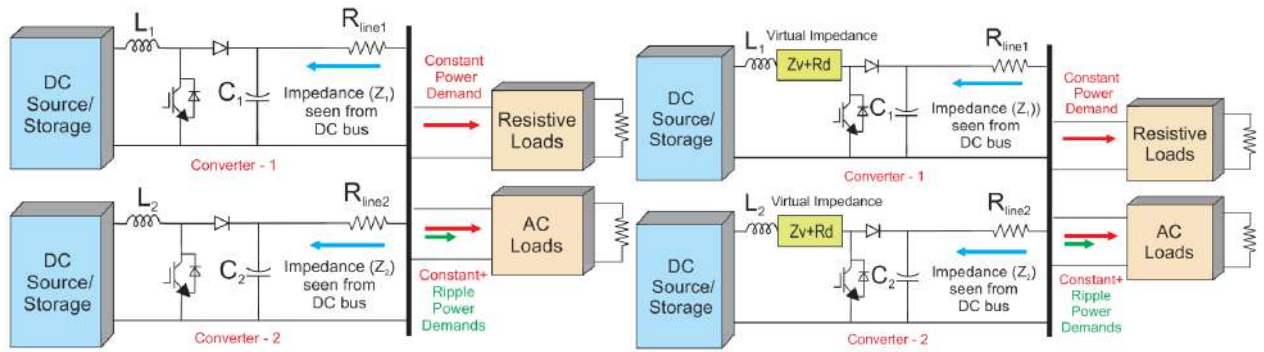 L1
Rline1
DC
Source/
Storage
C1
Impedance (Z1)
seen from
DC bus
Converter - 1
Constant
Power
Demand
Resistive
Loads
L2
Rline2
DC
Source/
Storage
C2
Impedance (Z2)
seen from
DC bus
Converter - 2
AC
Loads
Constant+
Ripple
Power
Demands
Virtual Impedance
L1
Zv+Rd
Rline1
DC
Source/
Storage
C1
Impedance (Z1))
seen from
DC bus
Converter - 1
Constant
Power
Demand
Resistive
Loads
Virtual Impedance
L2
Zv+Rd
Rline2
DC
Source/
Storage
C2
Impedance (Z2)
seen from
DC bus
Converter - 2
AC
Loads
Constant+
Ripple
Power
Demands